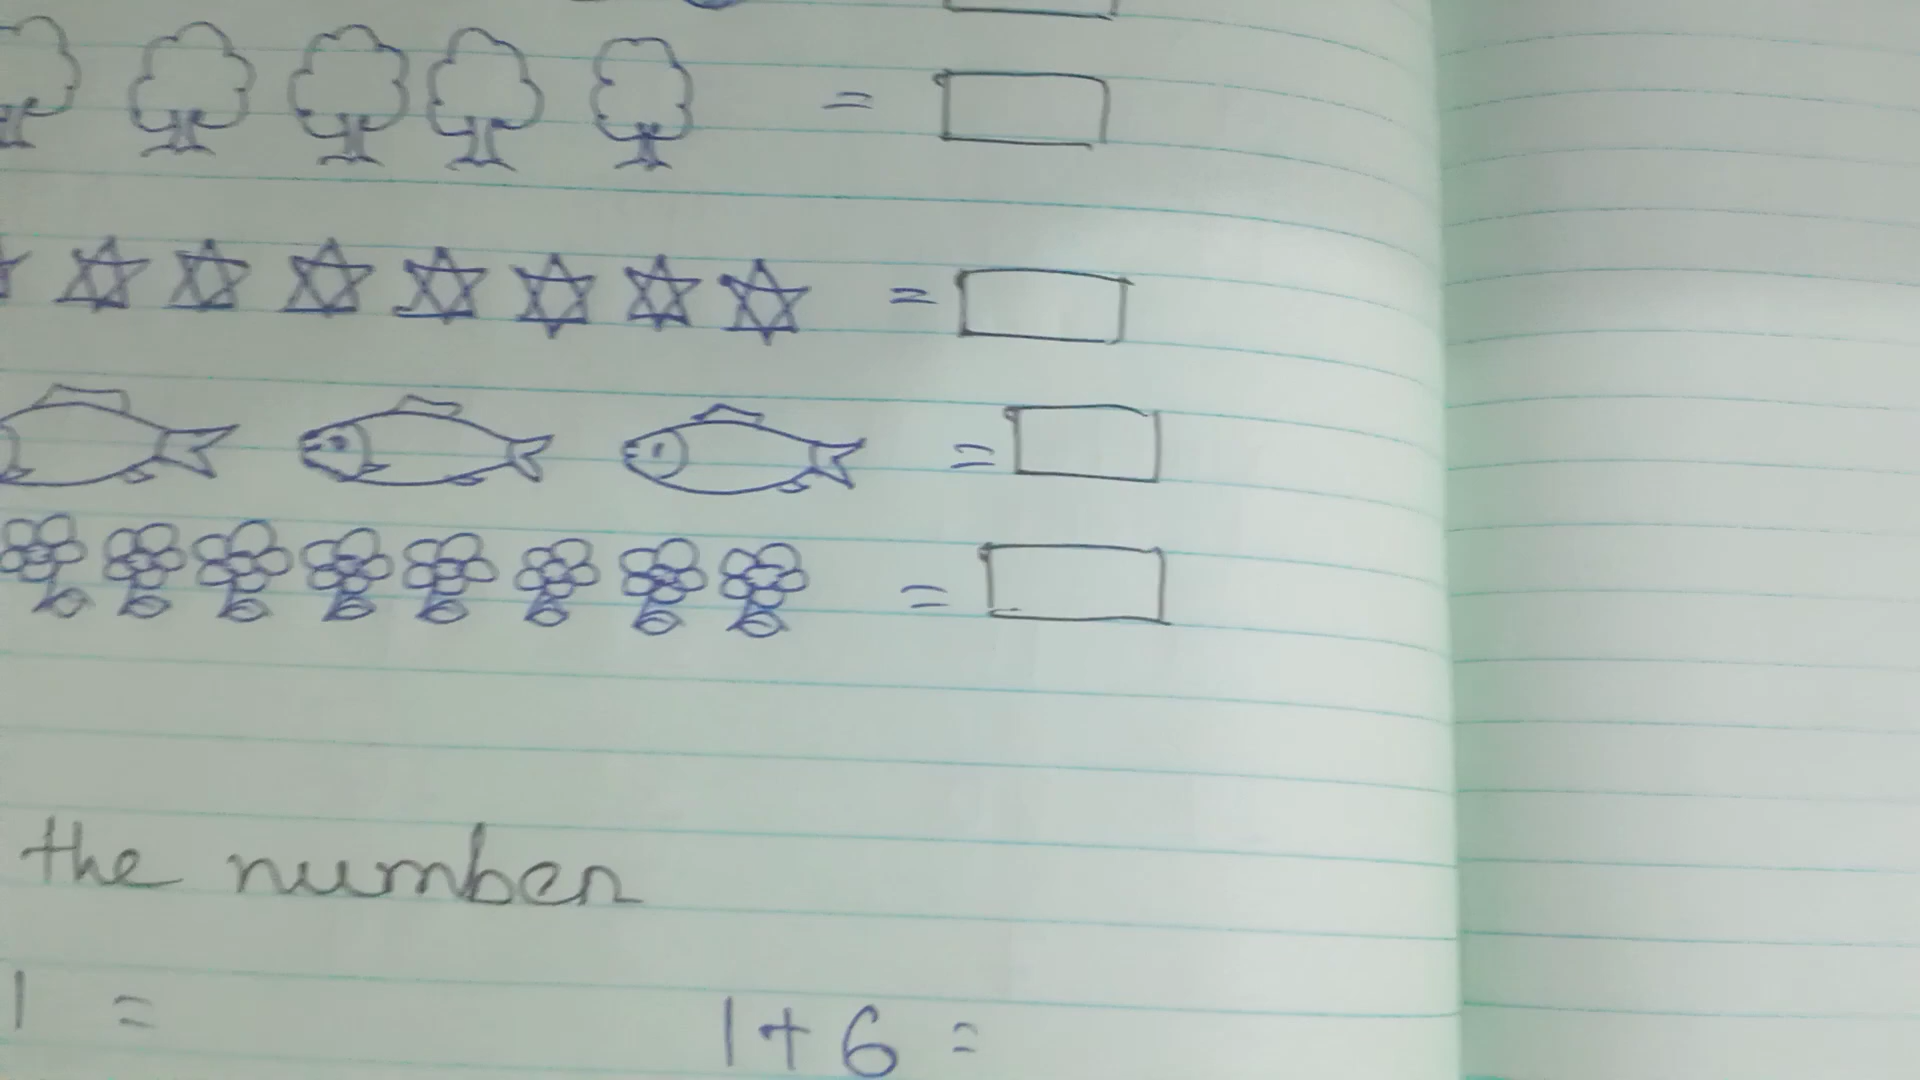 =
=
=
=
the number
1 =
1 + 6 =